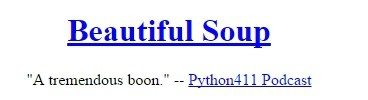 Beautiful Soup
"A tremendous boon." -- Python411 Podcast